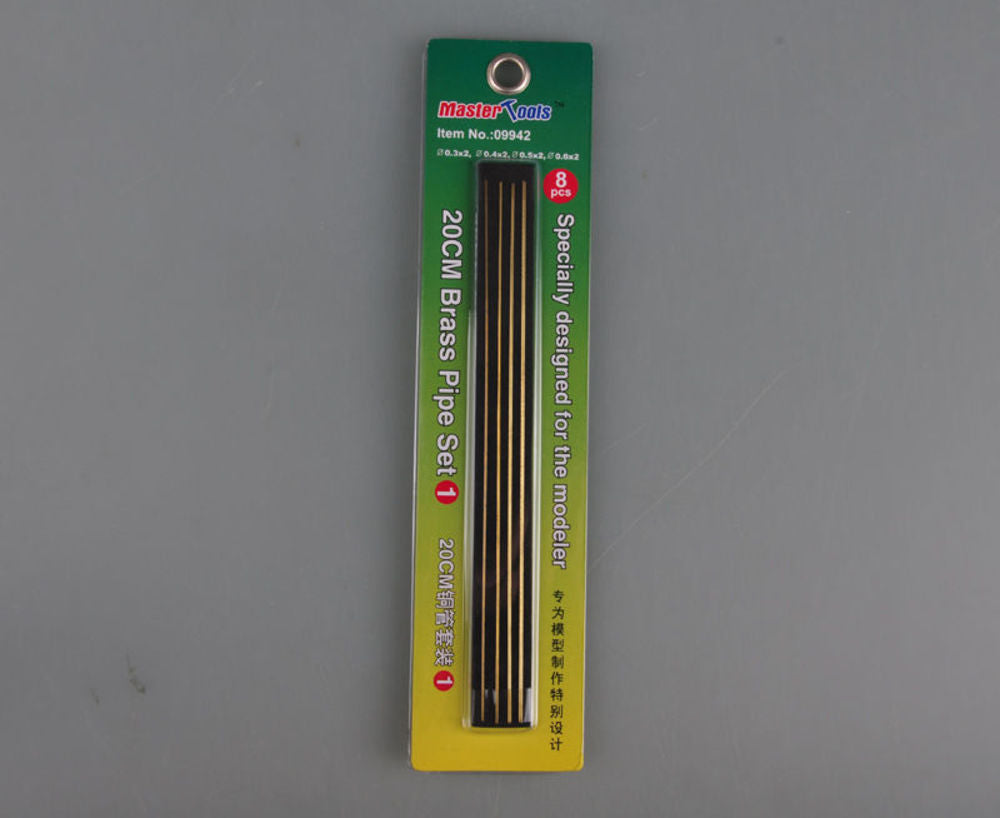 MasterTools™
Item No.:09942
Ø0.3x2, Ø0.4x2, Ø0.5x2, Ø0.6x2
8
pcs
20CM Brass Pipe Set 1
Specially designed for the modeler
20CM铜管套装 1
专为模型制作特别设计